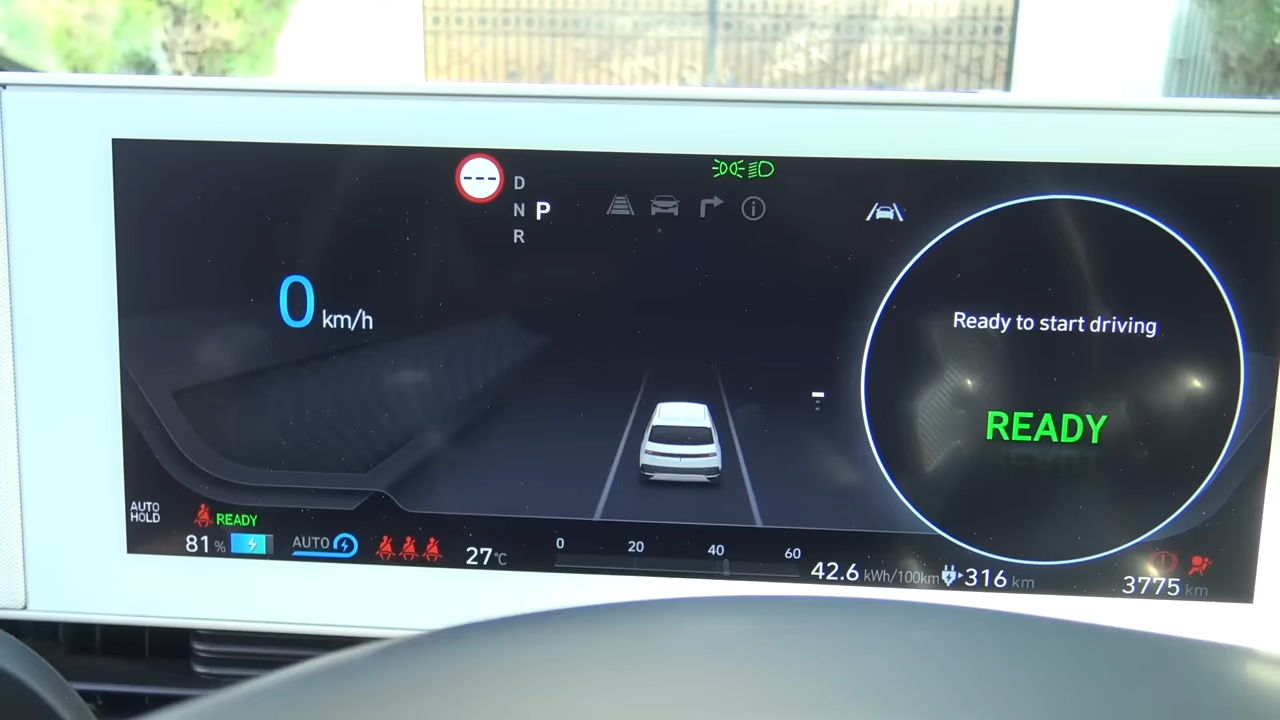 D
N P
R
0 km/h
Ready to start driving
READY
AUTO
HOLD
READY
81 %
AUTO
27°C
0 20 40 60
42.6 kWh/100km
316 km
3775 km